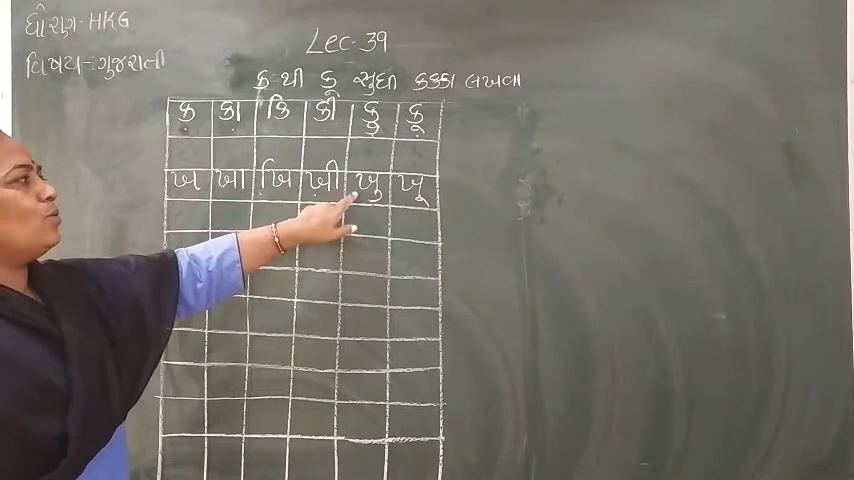 ધોરણ-HKG
વિષય-ગુજરાતી
Lec-39
ક થી કૂ સુધી કક્કા લખવા
ક કા કિ કી કુ કૂ
ખ ખા ખિ ખી ખુ ખૂ